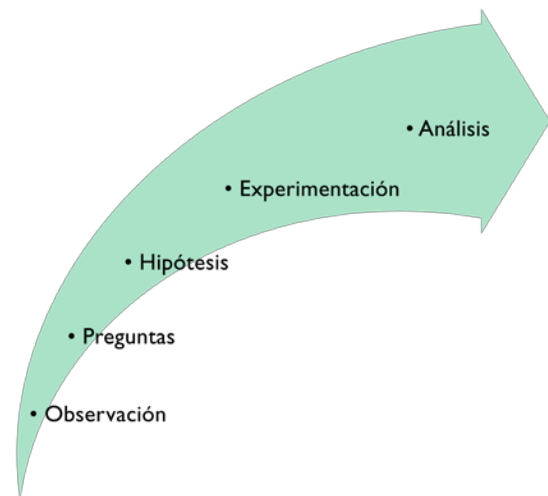 • Análisis
• Experimentación
• Hipótesis
• Preguntas
• Observación